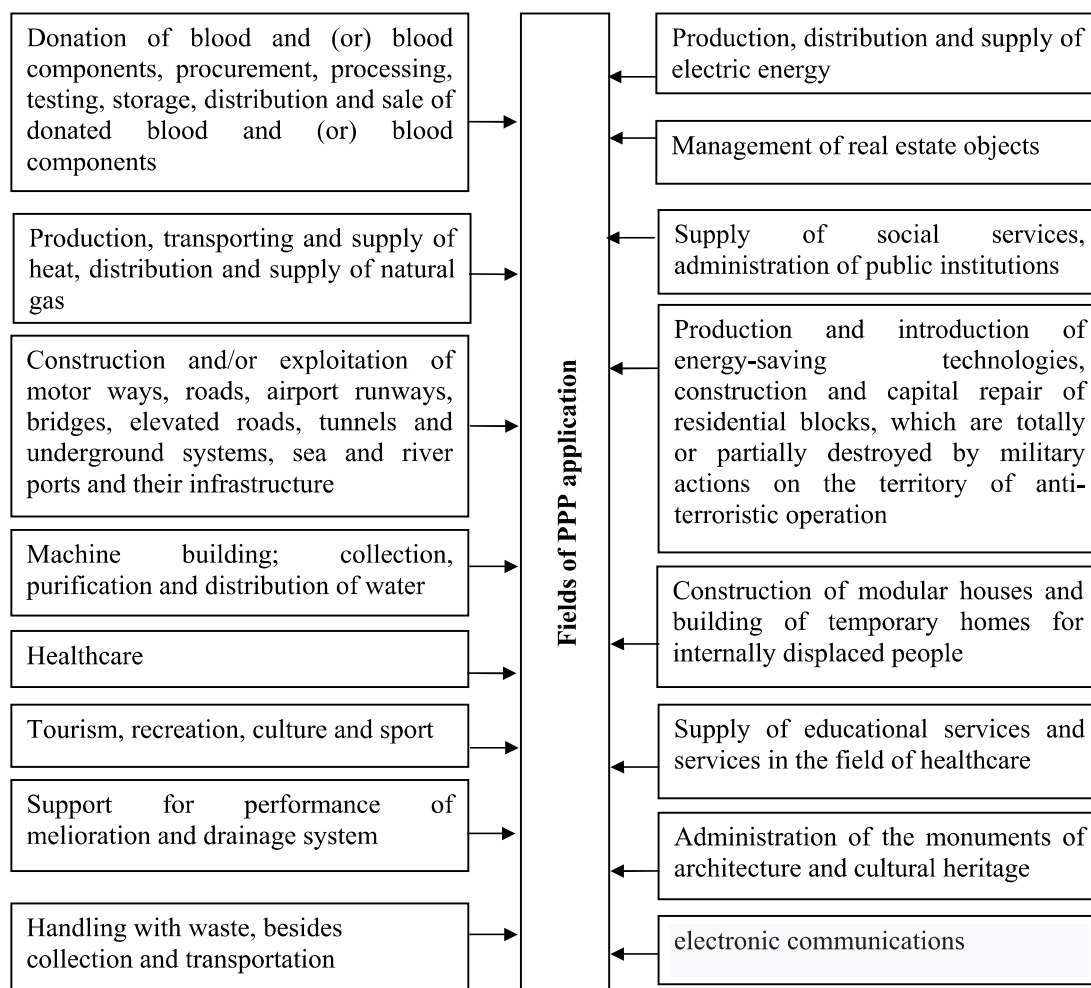 Donation of blood and (or) blood
components, procurement, processing,
testing, storage, distribution and sale of
donated blood and (or) blood
components
Production, transporting and supply of
heat, distribution and supply of natural
gas
Construction and/or exploitation of
motor ways, roads, airport runways,
bridges, elevated roads, tunnels and
underground systems, sea and river
ports and their infrastructure
Machine building; collection,
purification and distribution of water
Healthcare
Tourism, recreation, culture and sport
Support for performance of
melioration and drainage system
Handling with waste, besides
collection and transportation
Fields of PPP application
Production, distribution and supply of
electric energy
Management of real estate objects
Supply of social services,
administration of public institutions
Production and introduction of
energy-saving technologies,
construction and capital repair of
residential blocks, which are totally
or partially destroyed by military
actions on the territory of anti-
terroristic operation
Construction of modular houses and
building of temporary homes for
internally displaced people
Supply of educational services and
services in the field of healthcare
Administration of the monuments of
architecture and cultural heritage
electronic communications